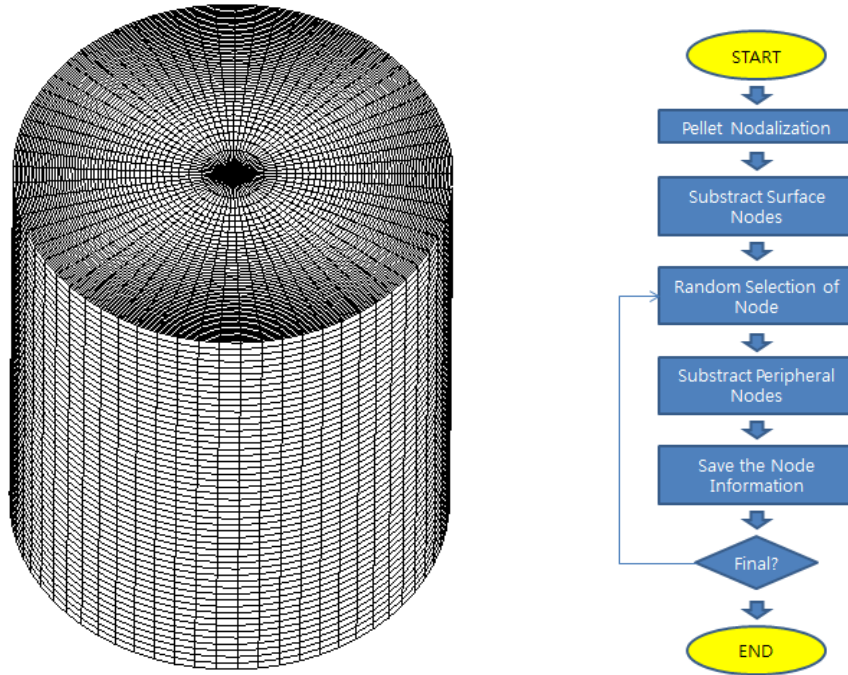 START
Pellet Nodalization
Substract Surface
Nodes
Random Selection of
Node
Substract Peripheral
Nodes
Save the Node
Information
Final?
END